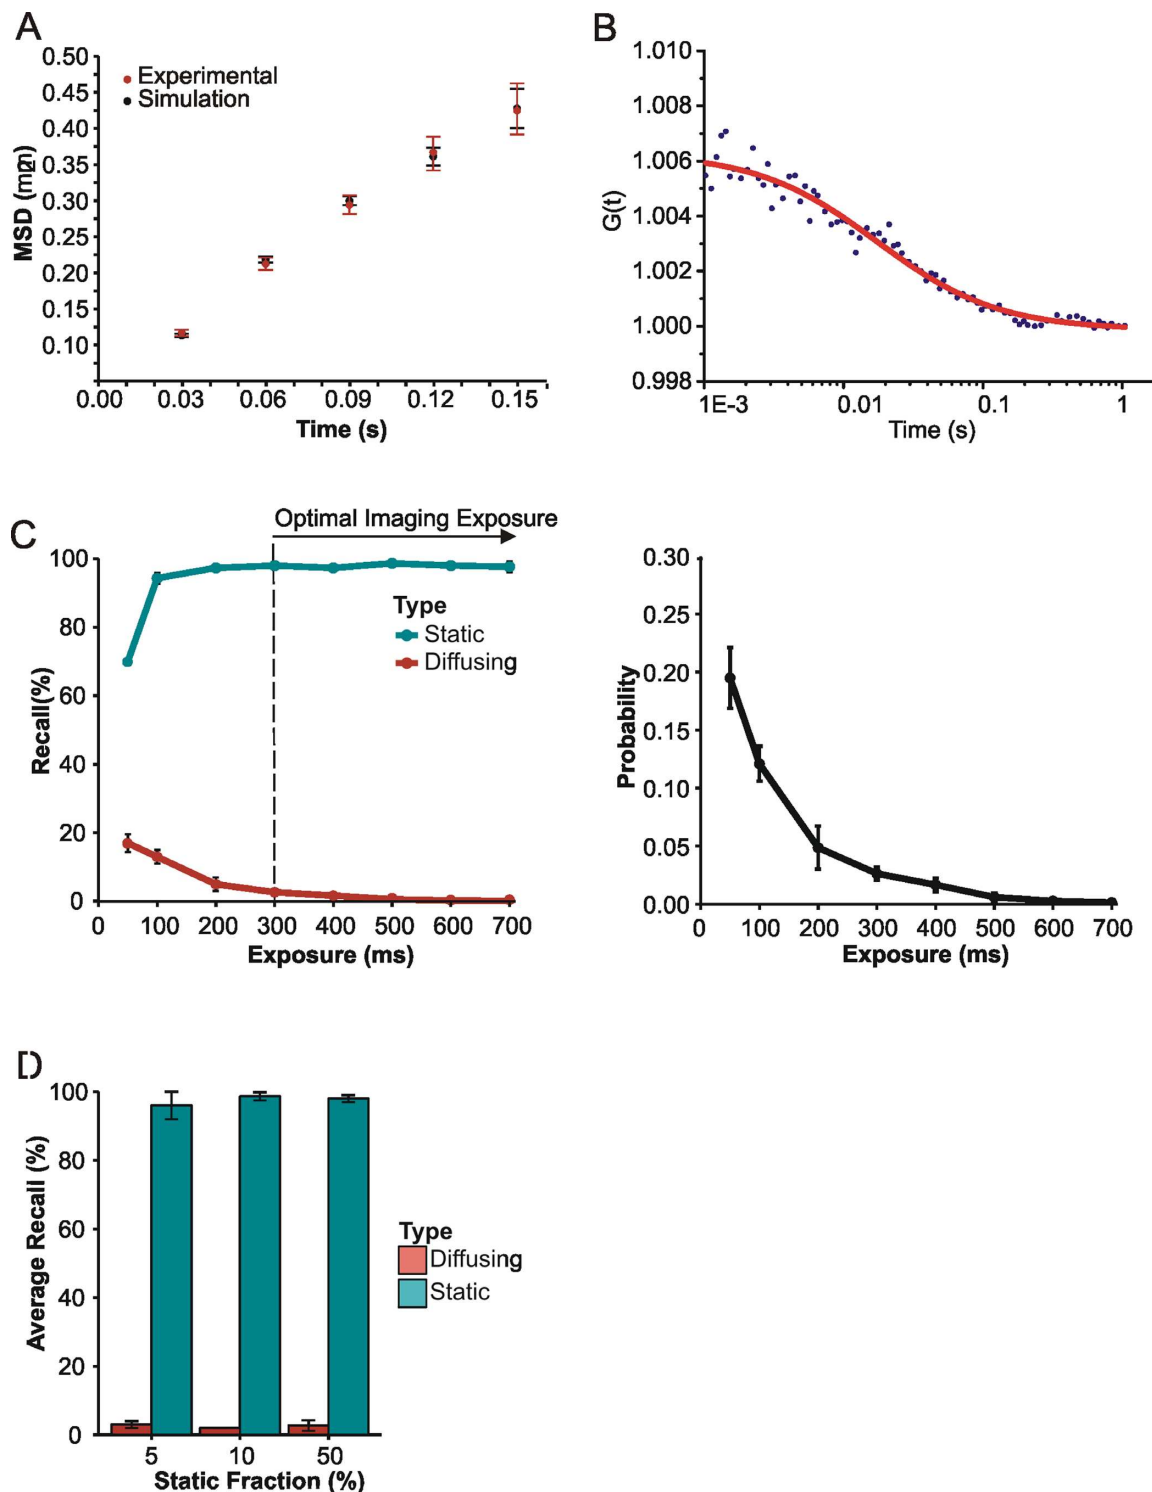 A
0.50
0.45
0.40
0.35
0.30
0.25
0.20
0.15
0.10
MSD (m2m)
Experimental
Simulation
0.00 0.03 0.06 0.09 0.12 0.15
Time (s)
B
1.010
1.008
1.006
1.004
1.002
1.000
0.998
G(t)
1E-3 0.01 0.1 1
Time (s)
C
Optimal Imaging Exposure
100
80
60
40
20
0
Recall(%)
Type
Static
Diffusing
0 100 200 300 400 500 600 700
Exposure (ms)
0.30
0.25
0.20
0.15
0.10
0.05
0.00
Probability
0 100 200 300 400 500 600 700
Exposure (ms)
D
100
80
60
40
20
0
Average Recall (%)
Type
Diffusing
Static
5 10 50
Static Fraction (%)